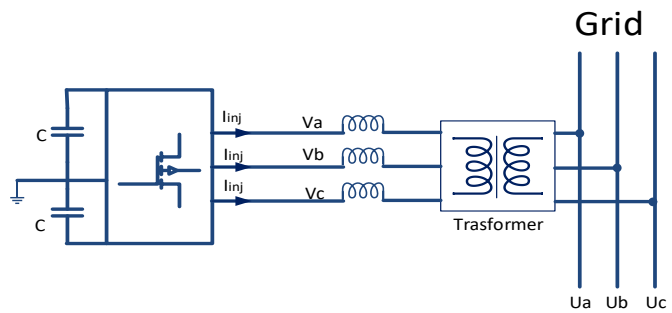 Grid
C
C
Iinj
Iinj
Iinj
Va
Vb
Vc
Trasformer
Ua
Ub
Uc